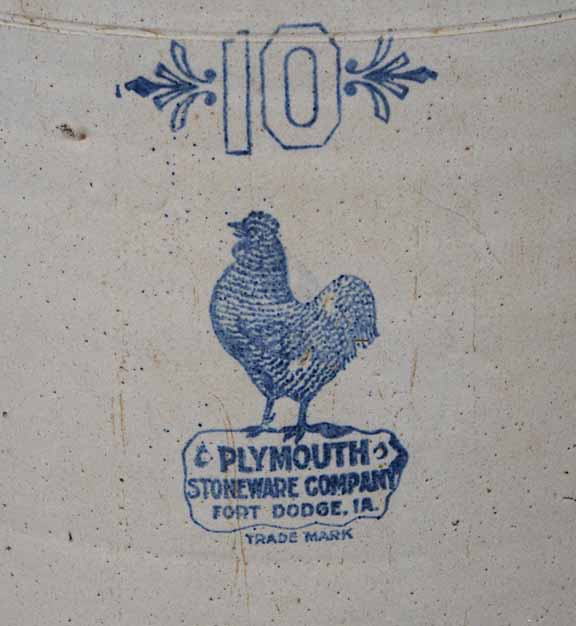 10
PLYMOUTH
STONEWARE COMPANY
FORT DODGE, IA.
TRADE MARK